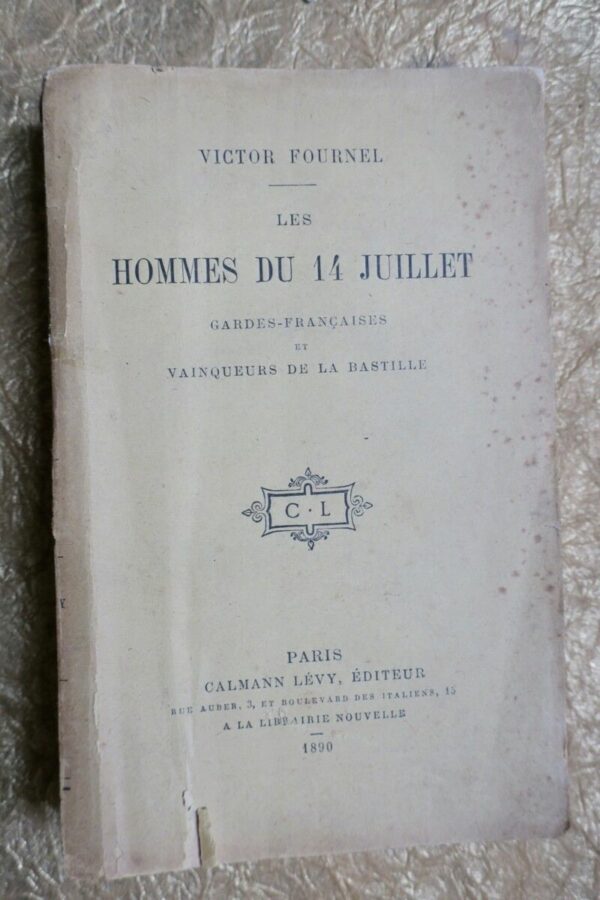 VICTOR FOURNEL
LES
HOMMES DU 14 JUILLET
GARDES-FRANÇAISES
ET
VAINQUEURS DE LA BASTILLE
C · L
PARIS
CALMANN LÉVY, ÉDITEUR
RUE AUBER, 3, ET BOULEVARD DES ITALIENS, 15
A LA LIBRAIRIE NOUVELLE
1890